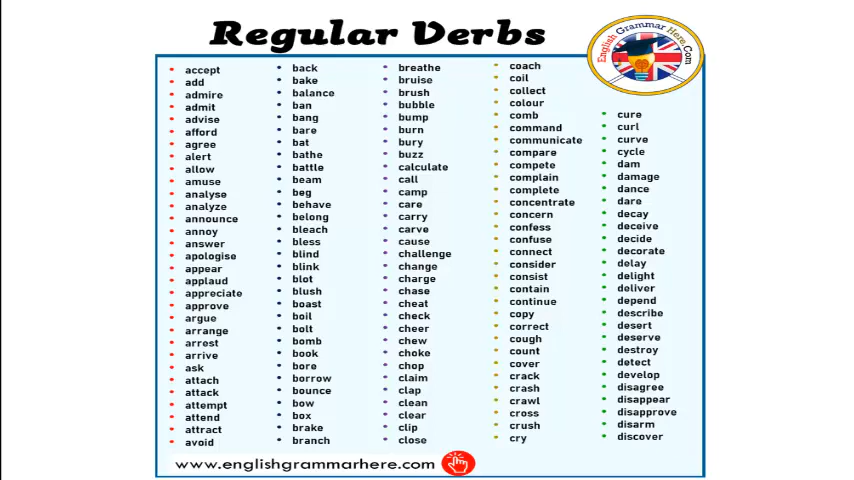 Regular Verbs
English Grammar Here.Com
accept
add
admire
admit
advise
afford
agree
alert
allow
amuse
analyse
analyze
announce
annoy
answer
apologise
appear
applaud
appreciate
approve
argue
arrange
arrest
arrive
ask
attach
attack
attempt
attend
attract
avoid
back
bake
balance
ban
bang
bare
bat
bathe
battle
beam
beg
behave
belong
bleach
bless
blind
blink
blot
blush
boast
boil
bolt
bomb
book
bore
borrow
bounce
bow
box
brake
branch
breathe
bruise
brush
bubble
bump
burn
bury
buzz
calculate
call
camp
care
carry
carve
cause
challenge
change
charge
chase
cheat
check
cheer
chew
choke
chop
claim
clap
clean
clear
clip
close
coach
coil
collect
colour
comb
command
communicate
compare
compete
complain
complete
concentrate
concern
confess
confuse
connect
consider
consist
contain
continue
copy
correct
cough
count
cover
crack
crash
crawl
cross
crush
cry
cure
curl
curve
cycle
dam
damage
dance
dare
decay
deceive
decide
decorate
delay
delight
deliver
depend
describe
desert
deserve
destroy
detect
develop
disagree
disappear
disapprove
disarm
discover
www.englishgrammarhere.com